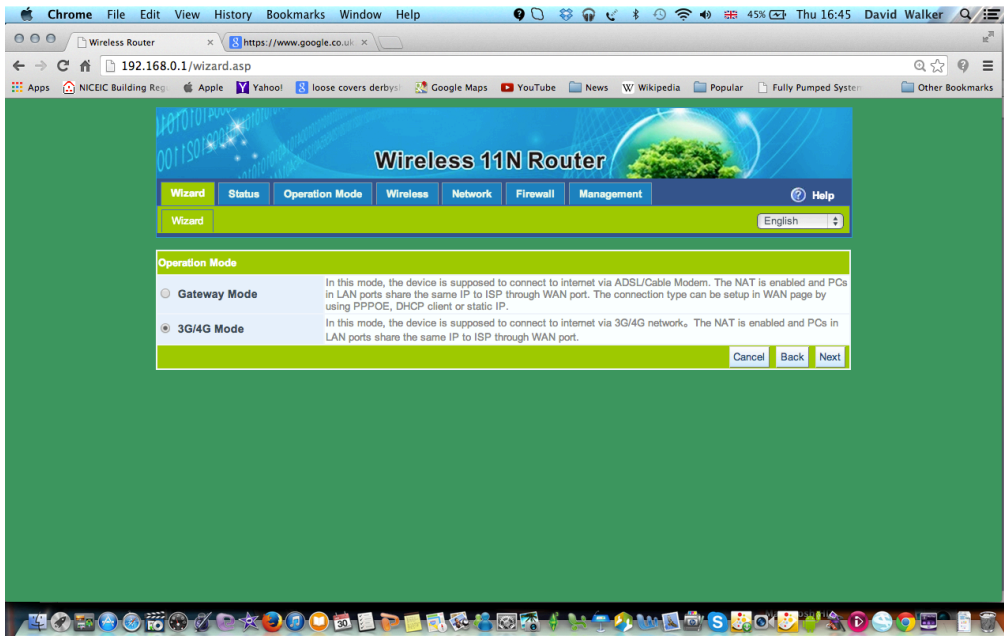 Chrome File Edit View History Bookmarks Window Help 45% Thu 16:45 David Walker
Wireless Router https://www.google.co.uk
192.168.0.1/wizard.asp
Apps NICEIC Building Reg Apple Yahoo! loose covers derbysh Google Maps YouTube News Wikipedia Popular Fully Pumped System Other Bookmarks
Wireless 11N Router
Wizard Status Operation Mode Wireless Network Firewall Management Help
Wizard English
Operation Mode
Gateway Mode
In this mode, the device is supposed to connect to internet via ADSL/Cable Modem. The NAT is enabled and PCs
in LAN ports share the same IP to ISP through WAN port. The connection type can be setup in WAN page by
using PPPOE, DHCP client or static IP.
3G/4G Mode
In this mode, the device is supposed to connect to internet via 3G/4G network。The NAT is enabled and PCs in
LAN ports share the same IP to ISP through WAN port.
Cancel Back Next